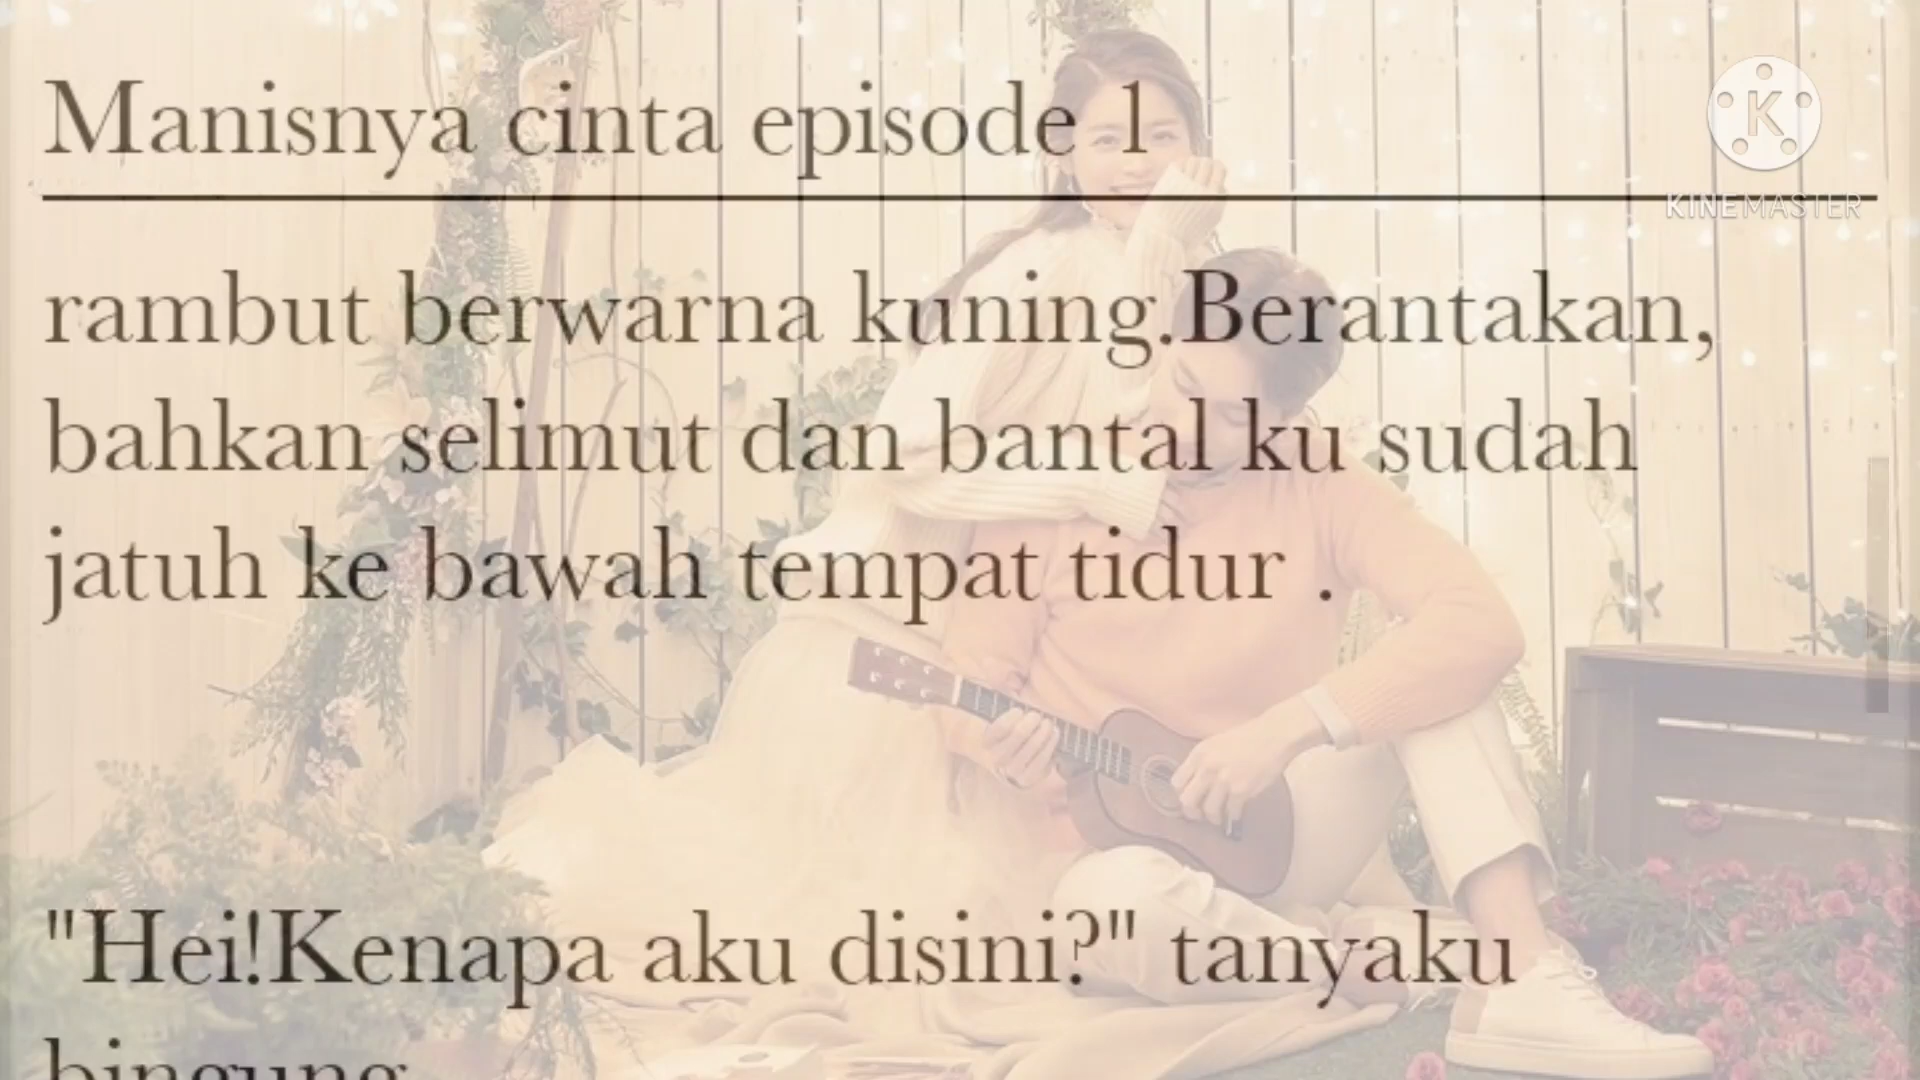 Manisnya cinta episode 1
K
KINEMASTER
rambut berwarna kuning.Berantakan,
bahkan selimut dan bantal ku sudah
jatuh ke bawah tempat tidur .
"Hei!Kenapa aku disini?" tanyaku
bingung